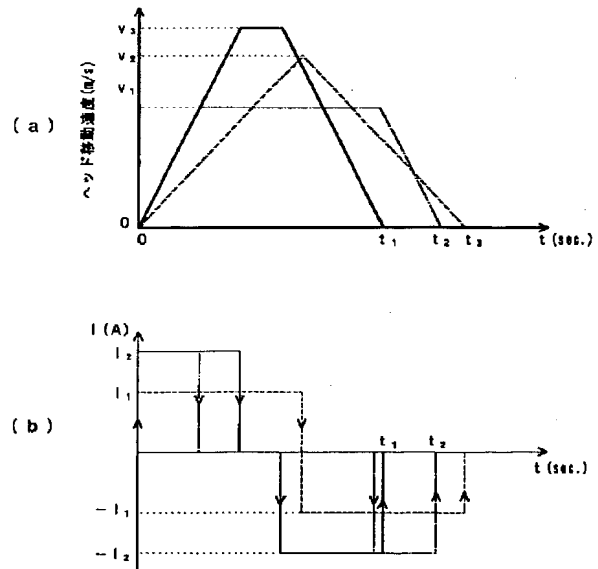 (a)
ヘッド移動速度(m/s)
V₃
V₂
V₁
0
0
t₁
t₂
t₃
t(sec.)
(b)
I(A)
I₂
I₁
-I₁
-I₂
t₁
t₂
t(sec.)